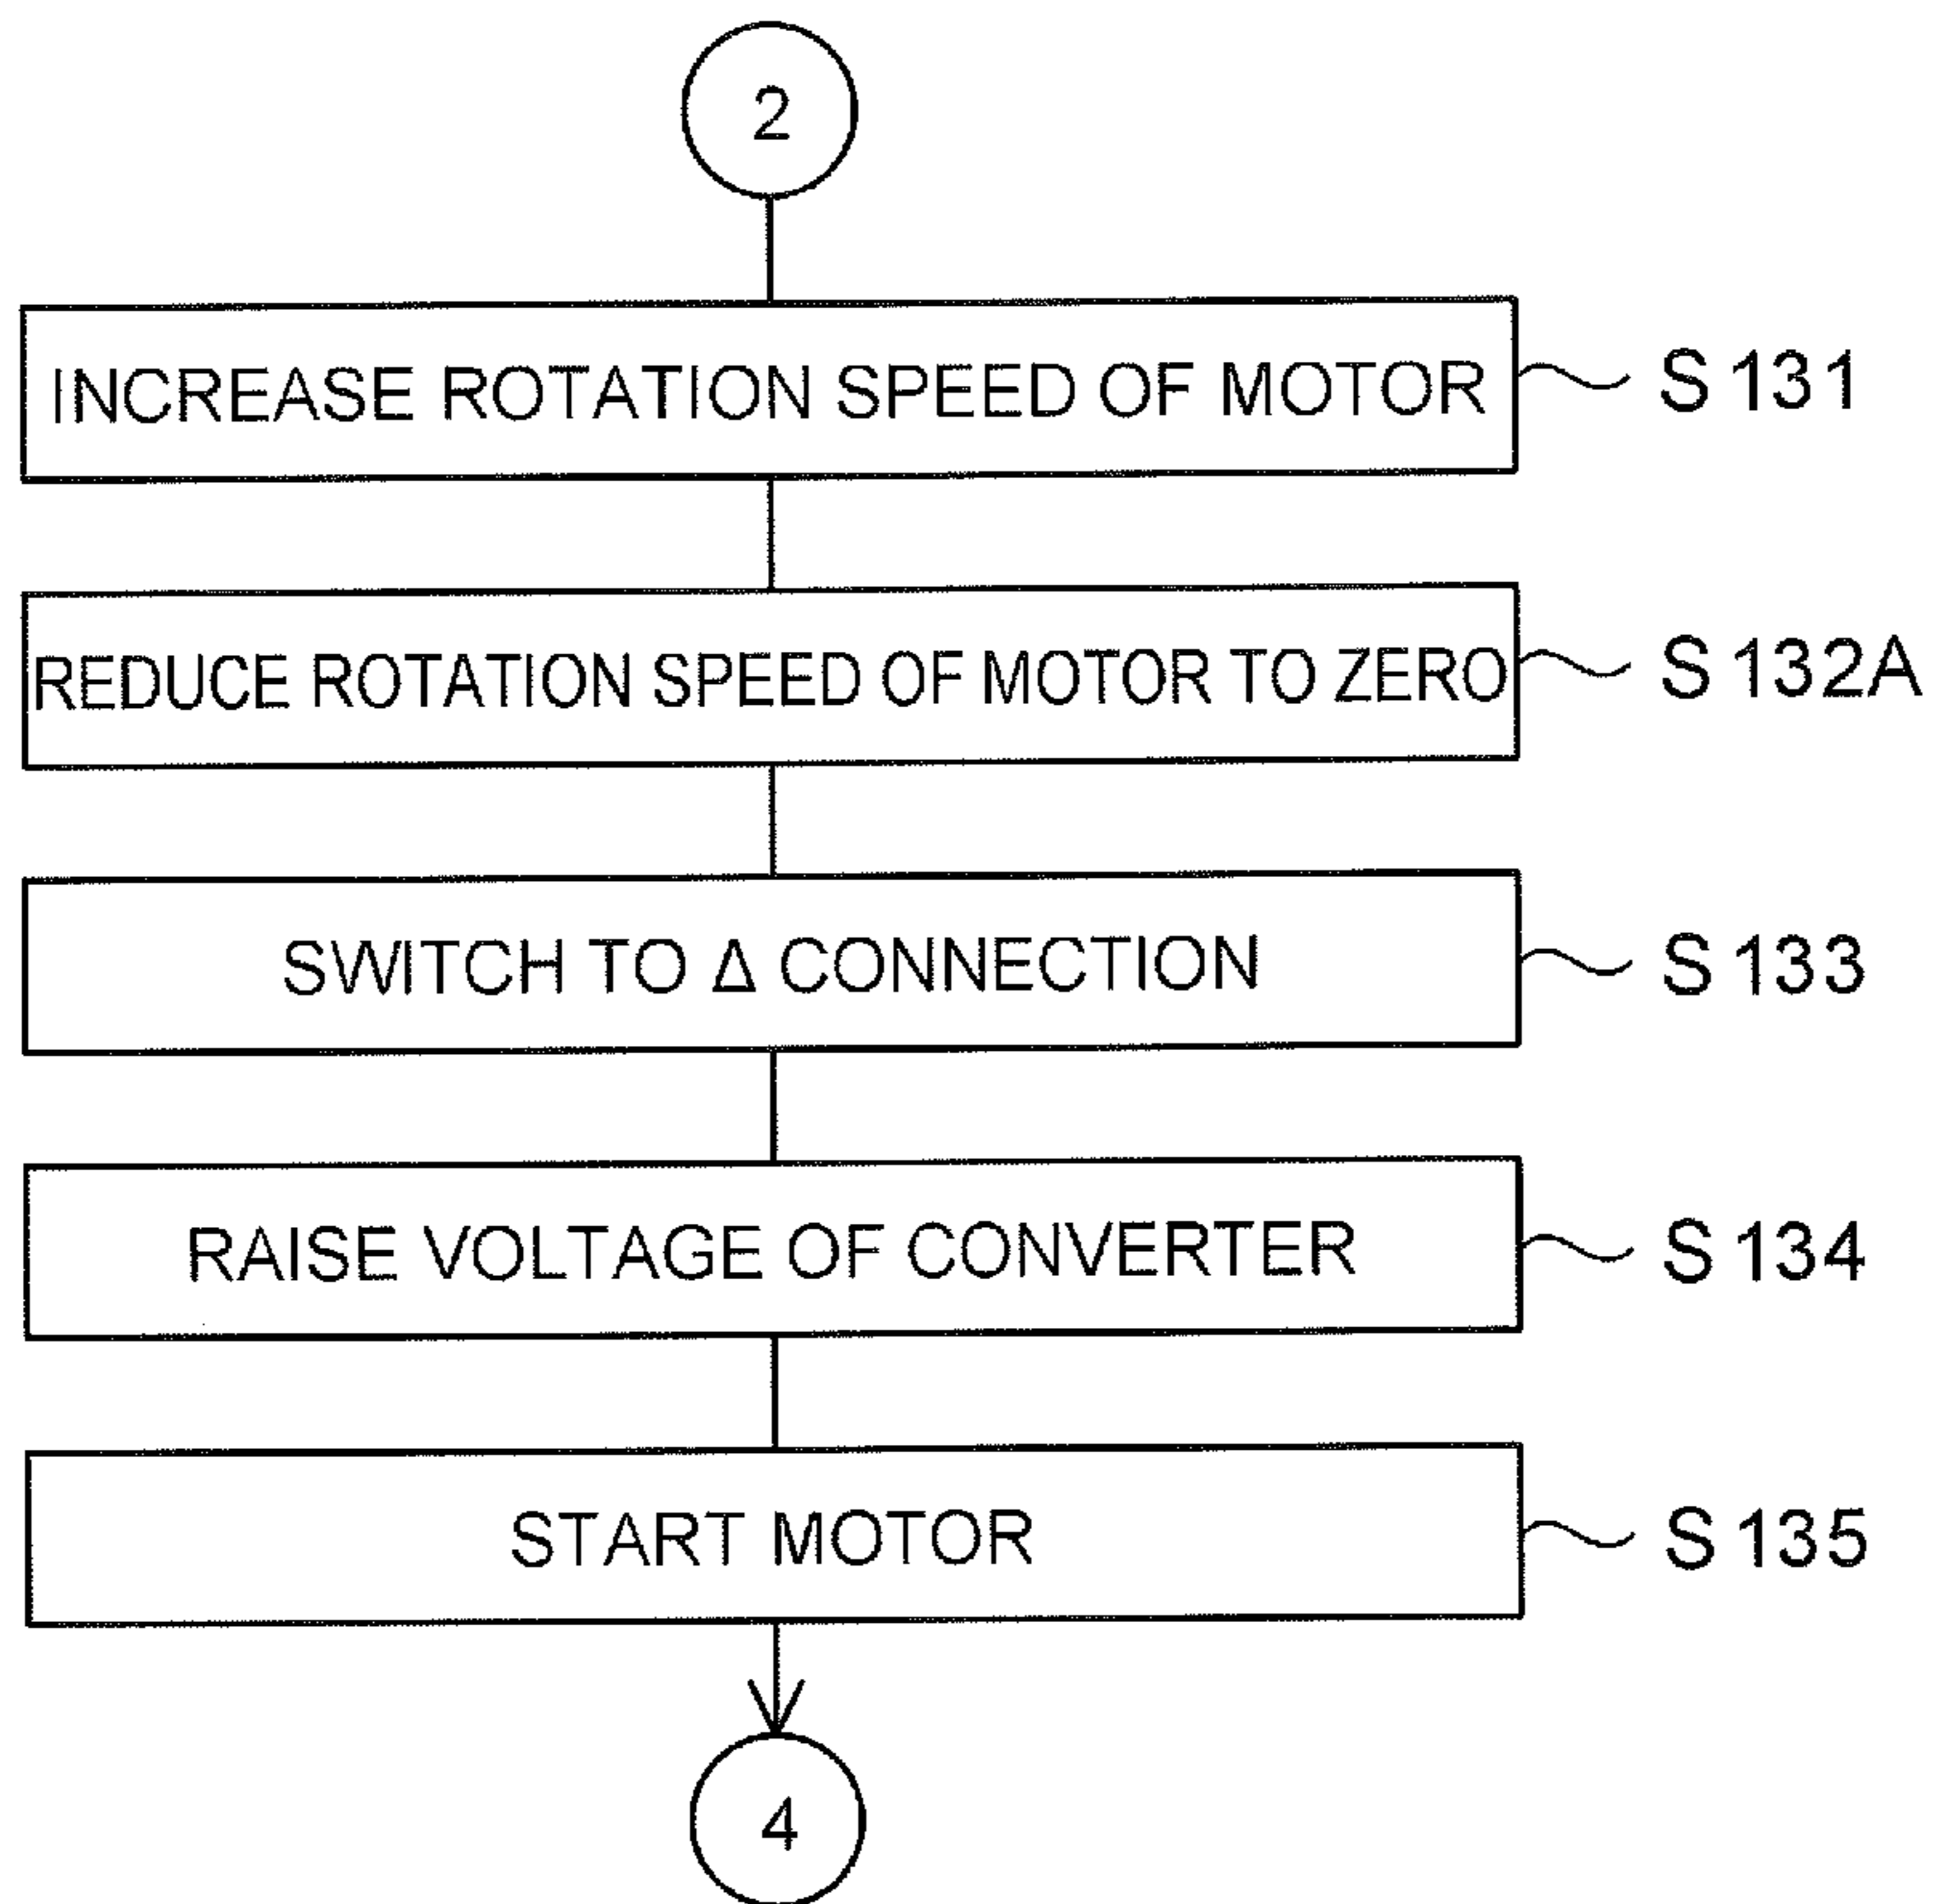 2
INCREASE ROTATION SPEED OF MOTOR S131
REDUCE ROTATION SPEED OF MOTOR TO ZERO S132A
SWITCH TO Δ CONNECTION S133
RAISE VOLTAGE OF CONVERTER S134
START MOTOR S135
4